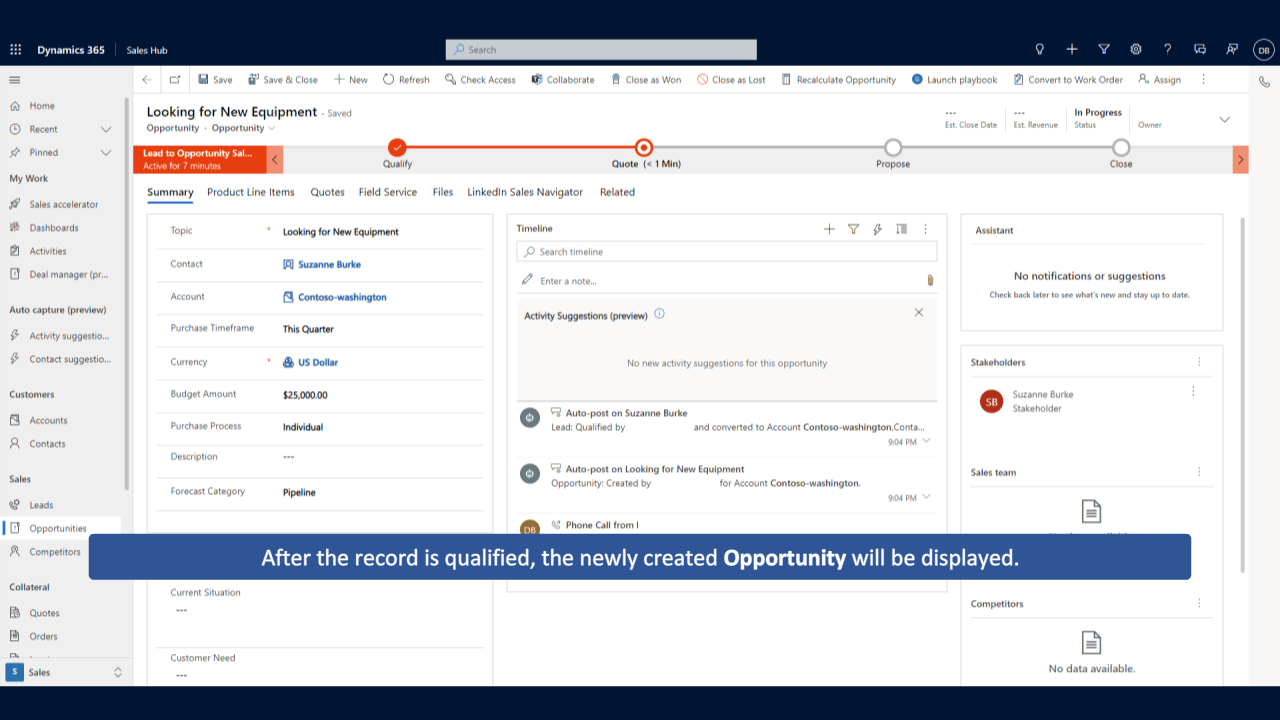 Dynamics 365 Sales Hub Search DB
Save Save & Close New Refresh Check Access Collaborate Close as Won Close as Lost Recalculate Opportunity Launch playbook Convert to Work Order Assign
Home
Recent
Pinned
My Work
Sales accelerator
Dashboards
Activities
Deal manager (pr...
Auto capture (preview)
Activity suggestio...
Contact suggestio...
Customers
Accounts
Contacts
Sales
Leads
Opportunities
Competitors
Collateral
Quotes
Orders
S Sales
Looking for New Equipment - Saved
Opportunity · Opportunity
---
Est. Close Date
---
Est. Revenue
In Progress
Status
Owner
Lead to Opportunity Sal...
Active for 7 minutes
Qualify
Quote (< 1 Min)
Propose
Close
Summary Product Line Items Quotes Field Service Files LinkedIn Sales Navigator Related
Topic * Looking for New Equipment
Contact Suzanne Burke
Account Contoso-washington
Purchase Timeframe This Quarter
Currency * US Dollar
Budget Amount $25,000.00
Purchase Process Individual
Description ---
Forecast Category Pipeline
Current Situation
---
Customer Need
---
Timeline
Search timeline
Enter a note...
Activity Suggestions (preview)
No new activity suggestions for this opportunity
Auto-post on Suzanne Burke
Lead: Qualified by and converted to Account Contoso-washington.Conta...
9:04 PM
Auto-post on Looking for New Equipment
Opportunity: Created by for Account Contoso-washington.
9:04 PM
DB Phone Call from I
Assistant
No notifications or suggestions
Check back later to see what's new and stay up to date.
Stakeholders
SB Suzanne Burke
Stakeholder
Sales team
Competitors
No data available.
After the record is qualified, the newly created Opportunity will be displayed.